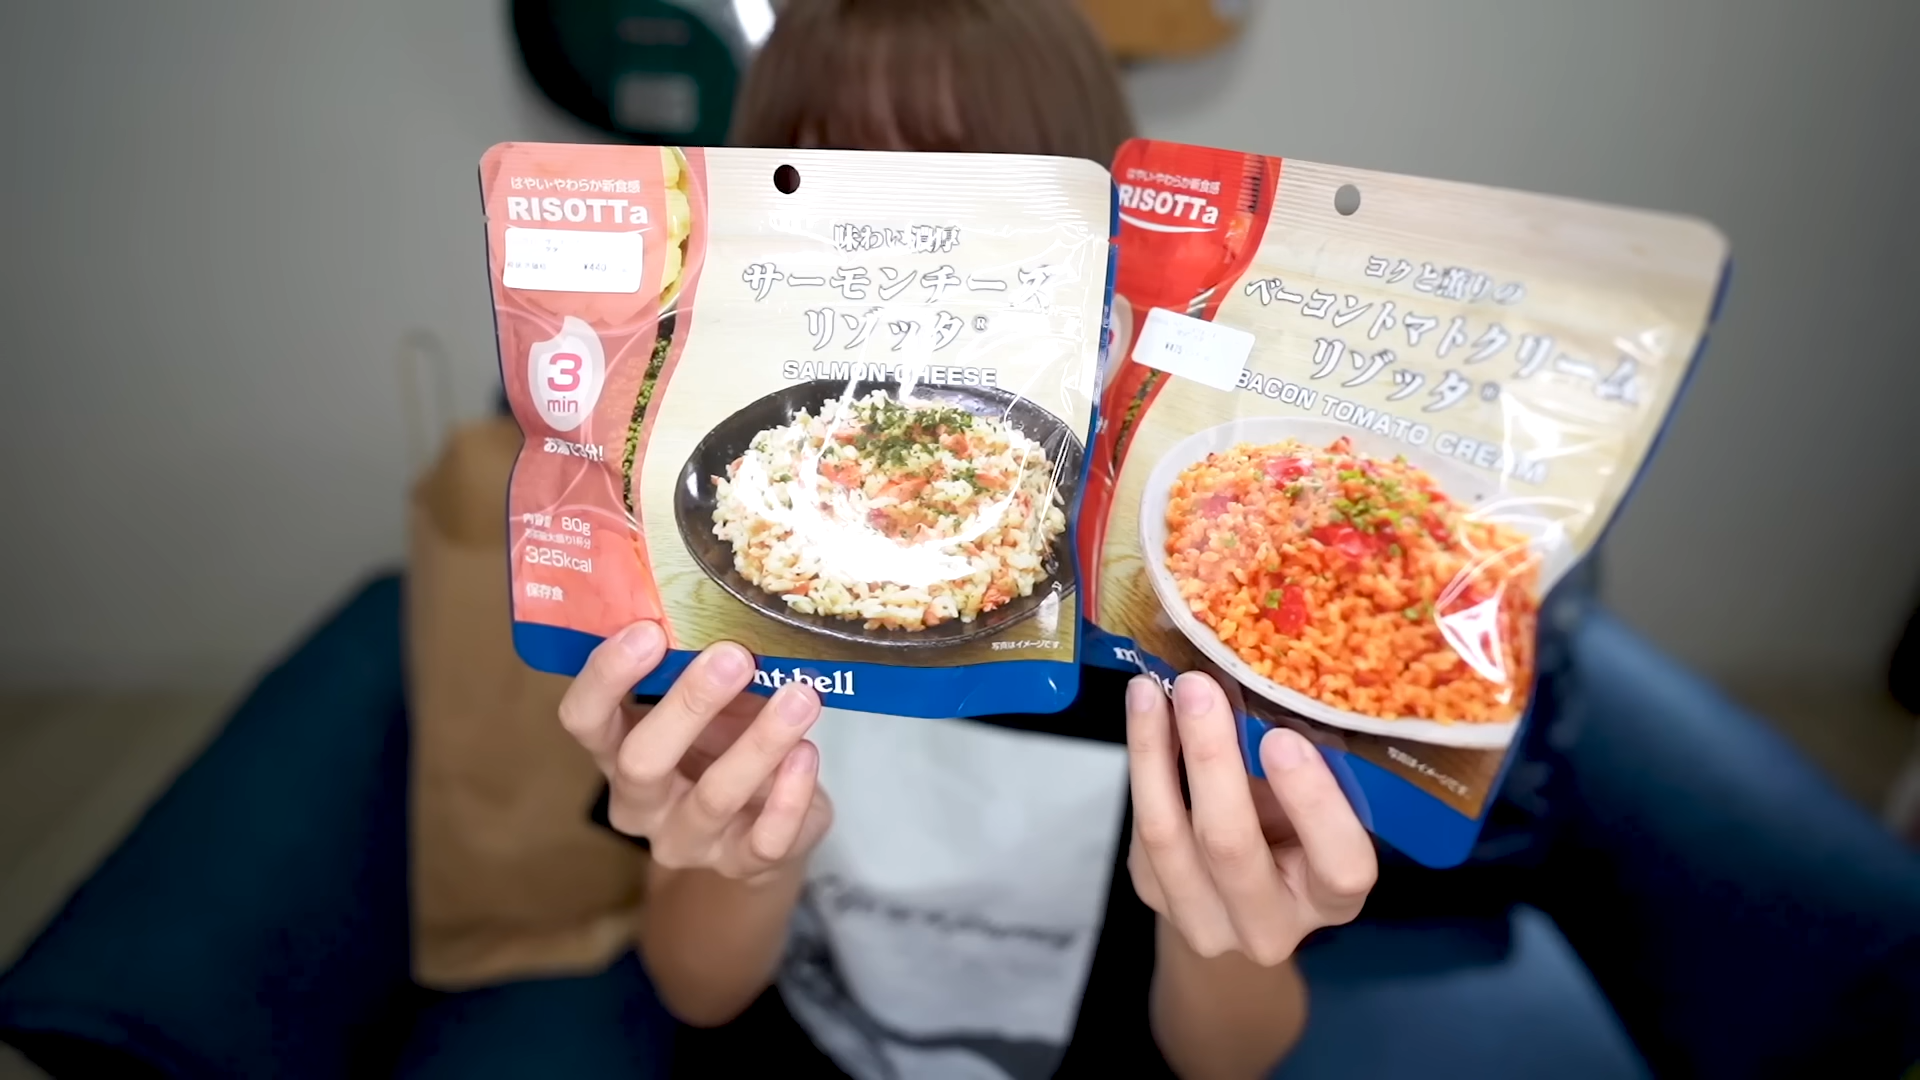 はやい・やわらか新食感
RISOTTa
¥440
3
min
お湯で3分!
内容量 80g
325kcal
保存食
味わい濃厚
サーモンチーズ
リゾッタ®
SALMON CHEESE
写真はイメージです。
nt·bell
はやい・やわらか新食感
RISOTTa
コクと薫りの
ベーコントマトクリーム
リゾッタ®
BACON TOMATO CREAM
写真はイメージです。